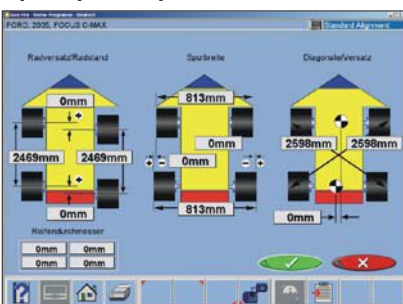 FORD, 2005, FOCUS C-MAX
Standard Alignment
Radversatz/Radstand
Spurbreite
Diagonale/Versatz
0mm
813mm
0mm
2469mm
2469mm
0mm
2598mm
2598mm
0mm
813mm
0mm
Reifendurchmesser
0mm
0mm
0mm
0mm